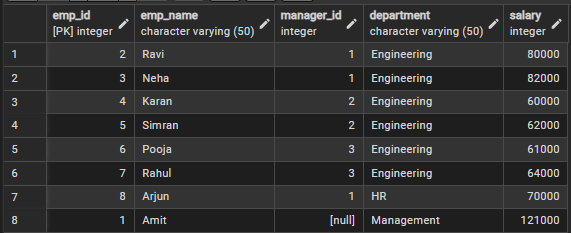 emp_id emp_name manager_id department salary
[PK] integer character varying (50) integer character varying (50) integer
1 2 Ravi 1 Engineering 80000
2 3 Neha 1 Engineering 82000
3 4 Karan 2 Engineering 60000
4 5 Simran 2 Engineering 62000
5 6 Pooja 3 Engineering 61000
6 7 Rahul 3 Engineering 64000
7 8 Arjun 1 HR 70000
8 1 Amit [null] Management 121000